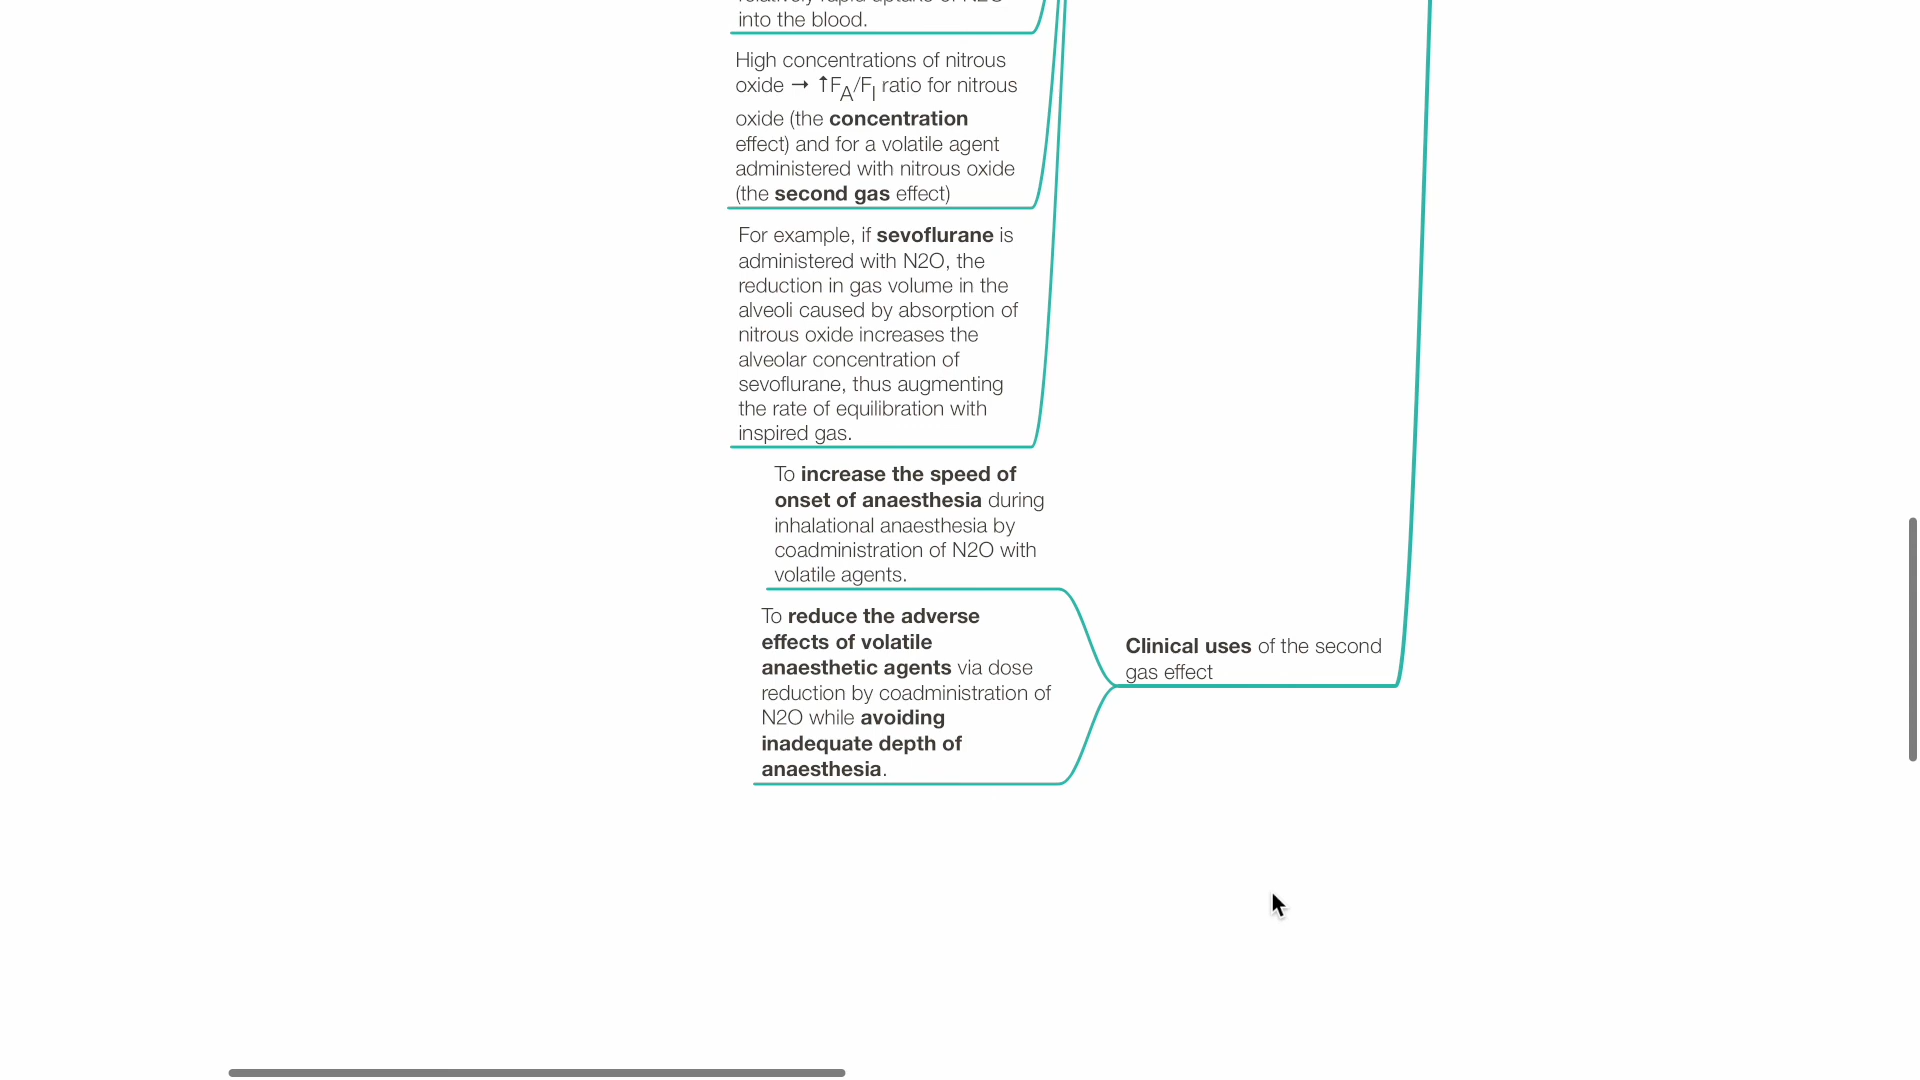 into the blood.
High concentrations of nitrous
oxide → ↑FA/FI ratio for nitrous
oxide (the concentration
effect) and for a volatile agent
administered with nitrous oxide
(the second gas effect)
For example, if sevoflurane is
administered with N2O, the
reduction in gas volume in the
alveoli caused by absorption of
nitrous oxide increases the
alveolar concentration of
sevoflurane, thus augmenting
the rate of equilibration with
inspired gas.
To increase the speed of
onset of anaesthesia during
inhalational anaesthesia by
coadministration of N2O with
volatile agents.
To reduce the adverse
effects of volatile
anaesthetic agents via dose
reduction by coadministration of
N2O while avoiding
inadequate depth of
anaesthesia.
Clinical uses of the second
gas effect